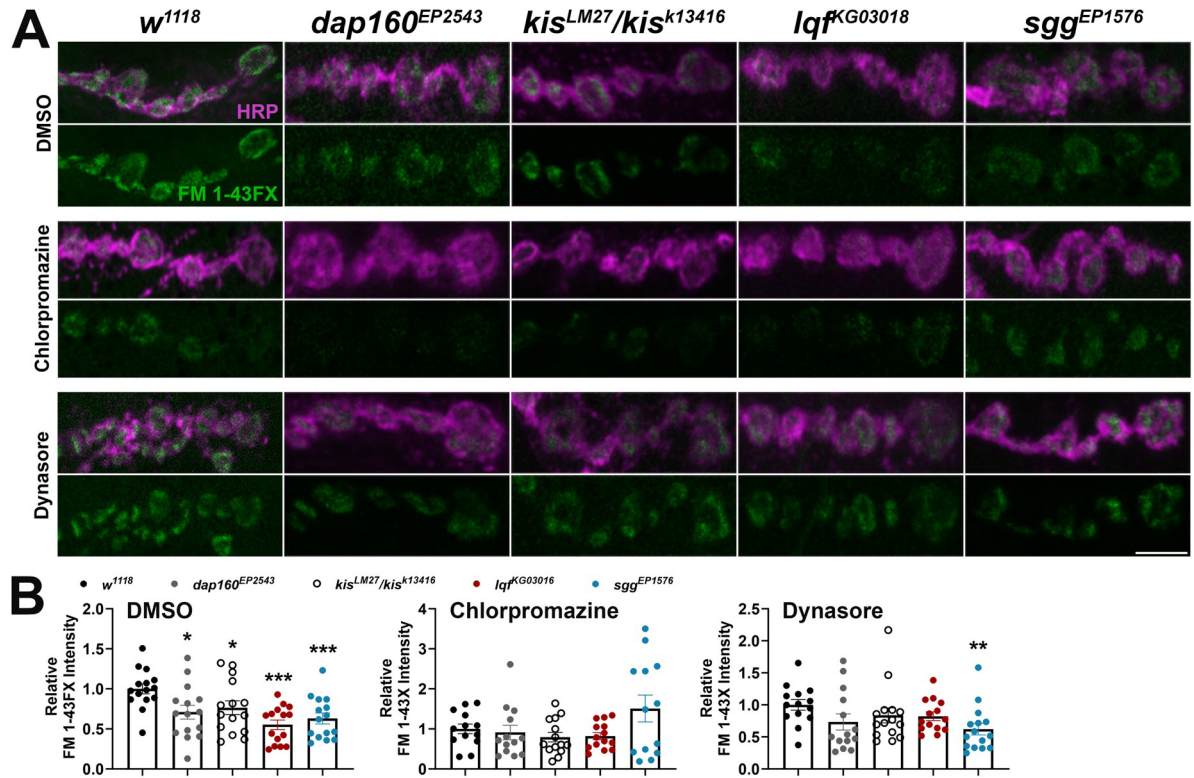 A
w1118 dap160EP2543 kisLM27/kisk13416 lqfKG03018 sggEP1576
DMSO
HRP
FM 1-43FX
Chlorpromazine
Dynasore
B
w1118 dap160EP2543 kisLM27/kisk13416 lqfKG03016 sggEP1576
DMSO
Relative
FM 1-43FX Intensity
2.0
1.5
1.0
0.5
0.0
* * *** ***
Chlorpromazine
Relative
FM 1-43X Intensity
4
3
2
1
0
Dynasore
Relative
FM 1-43X Intensity
2.5
2.0
1.5
1.0
0.5
0.0
**